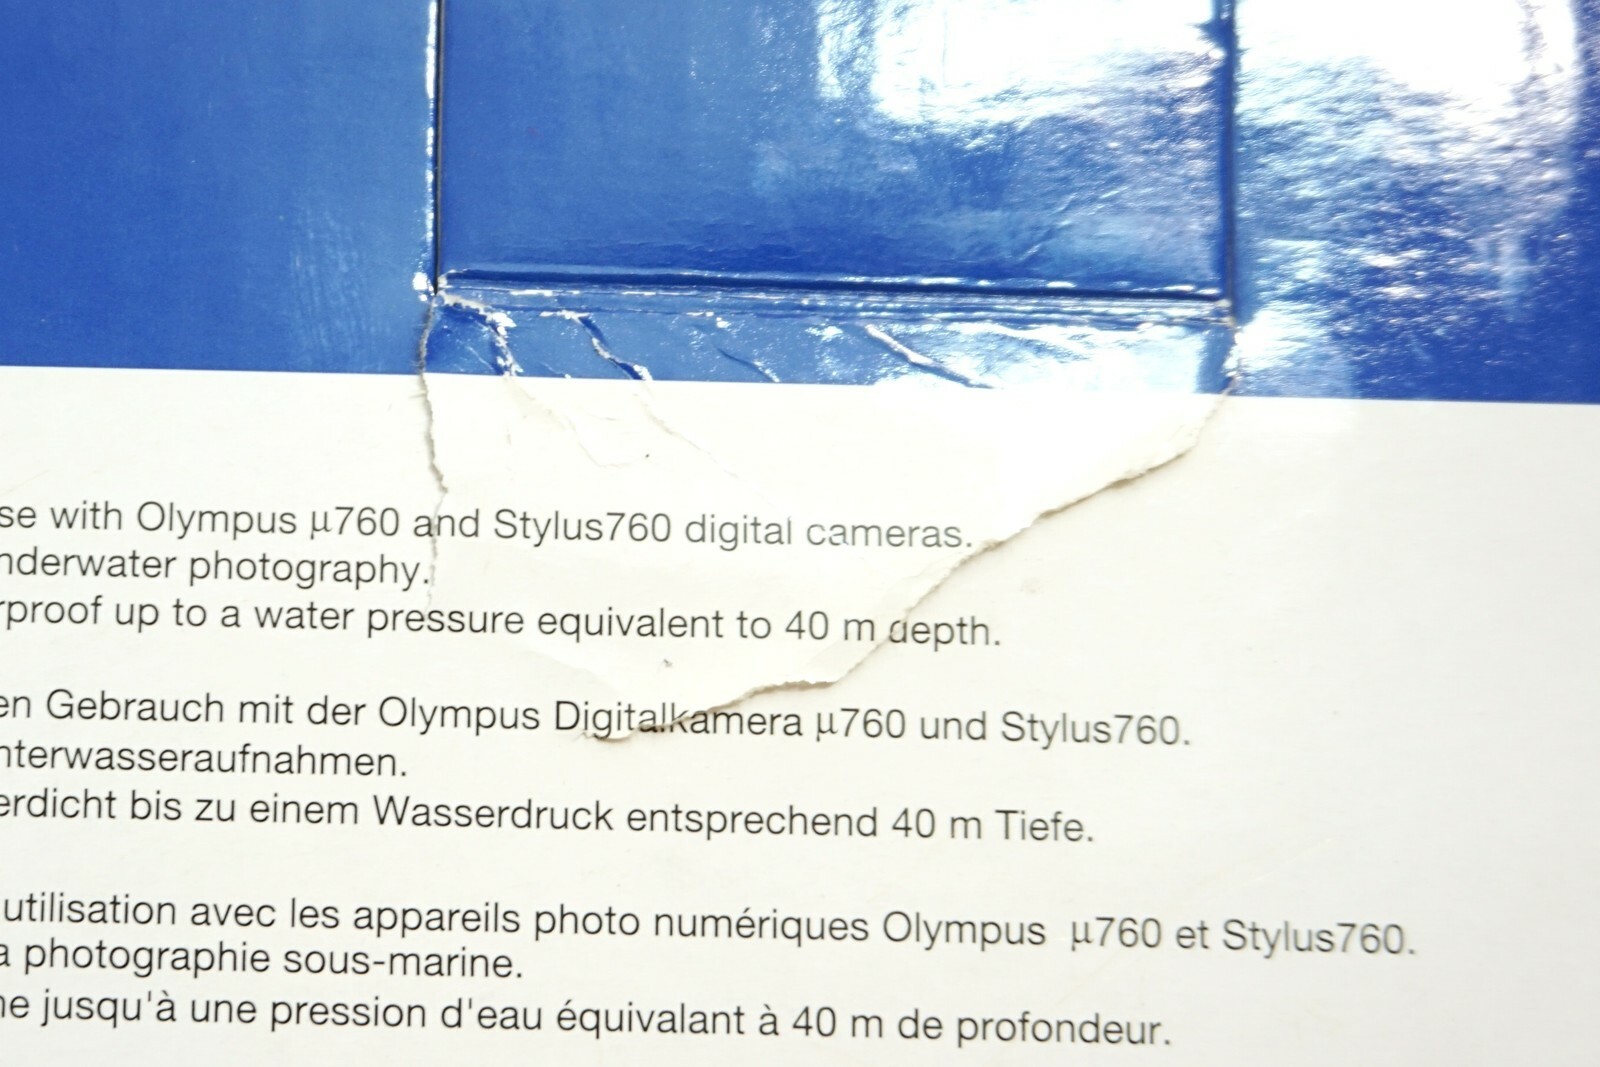 se with Olympus µ760 and Stylus760 digital cameras.
nderwater photography.
rproof up to a water pressure equivalent to 40 m depth.
en Gebrauch mit der Olympus Digitalkamera µ760 und Stylus760.
nterwasseraufnahmen.
erdicht bis zu einem Wasserdruck entsprechend 40 m Tiefe.
utilisation avec les appareils photo numériques Olympus µ760 et Stylus760.
a photographie sous-marine.
ne jusqu'à une pression d'eau équivalant à 40 m de profondeur.